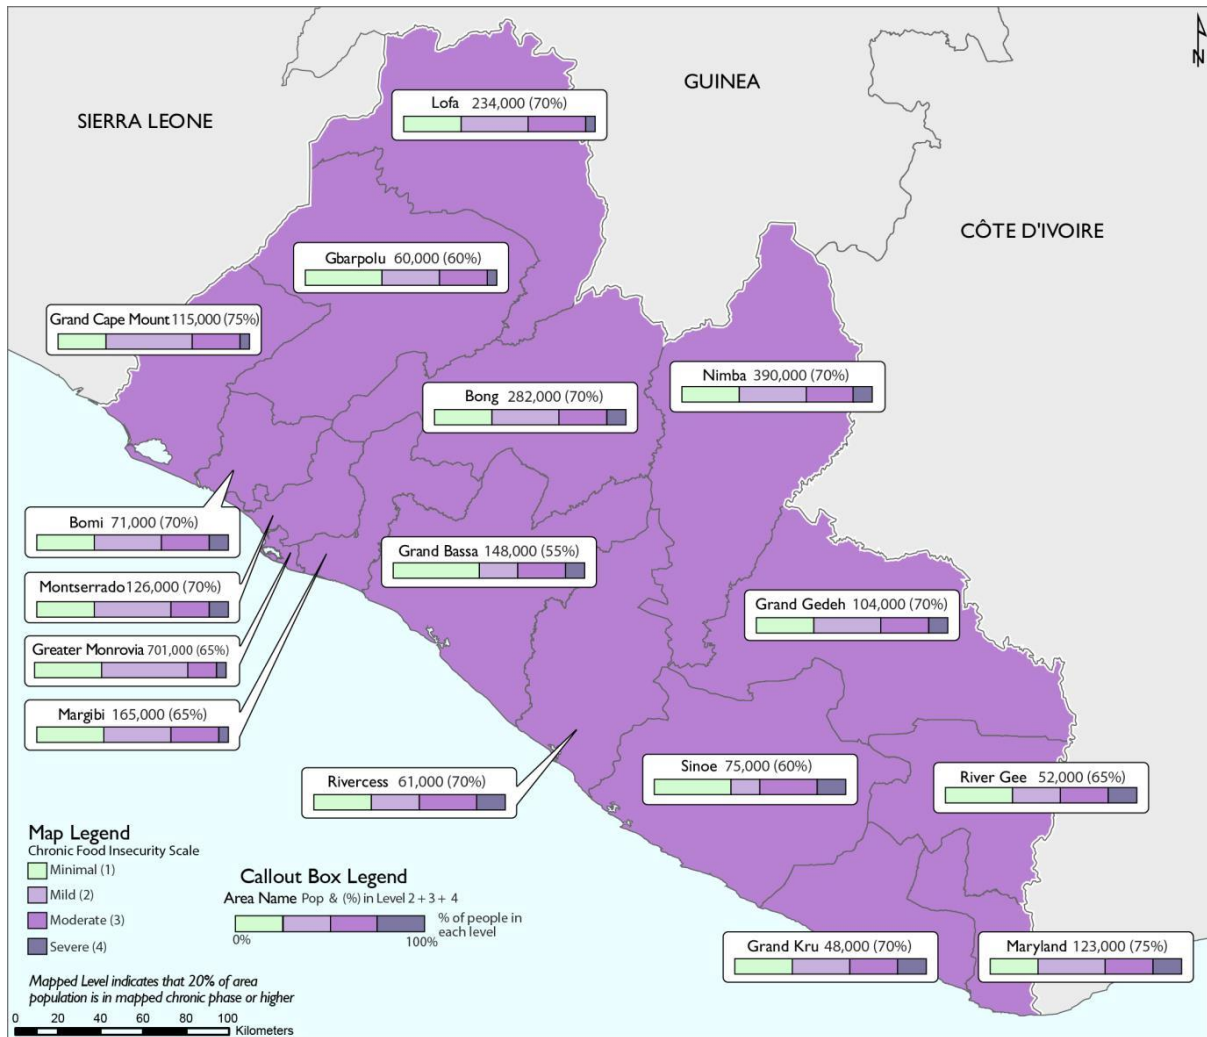 N
GUINEA
SIERRA LEONE
CÔTE D'IVOIRE
Lofa 234,000 (70%)
Gbarpolu 60,000 (60%)
Grand Cape Mount 115,000 (75%)
Nimba 390,000 (70%)
Bong 282,000 (70%)
Bomi 71,000 (70%)
Grand Bassa 148,000 (55%)
Montserrado 126,000 (70%)
Grand Gedeh 104,000 (70%)
Greater Monrovia 701,000 (65%)
Margibi 165,000 (65%)
Rivercess 61,000 (70%)
Sinoe 75,000 (60%)
River Gee 52,000 (65%)
Grand Kru 48,000 (70%)
Maryland 123,000 (75%)
Map Legend
Chronic Food Insecurity Scale
Minimal (1)
Mild (2)
Moderate (3)
Severe (4)
Callout Box Legend
Area Name Pop & (%) in Level 2 + 3 + 4
% of people in
each level
0% 100%
Mapped Level indicates that 20% of area
population is in mapped chronic phase or higher
0 10 20 40 60 80 100
Kilometers